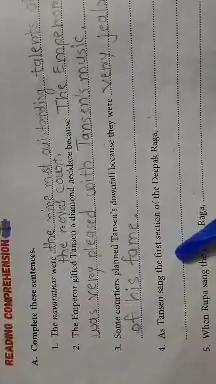 READING COMPREHENSION
A. Complete these sentences.
1. The navaratnas were the nine most outstanding talents of
the royal court.
2. The Emperor gifted Tansen a diamond necklace because The Emperor
was very pleased with Tansen's music.
3. Some courtiers planned Tansen's downfall because they were very jealous
of his fame.
4. As Tansen sang the first section of the Deepak Raga,
5. When Rupa sang the Raga,